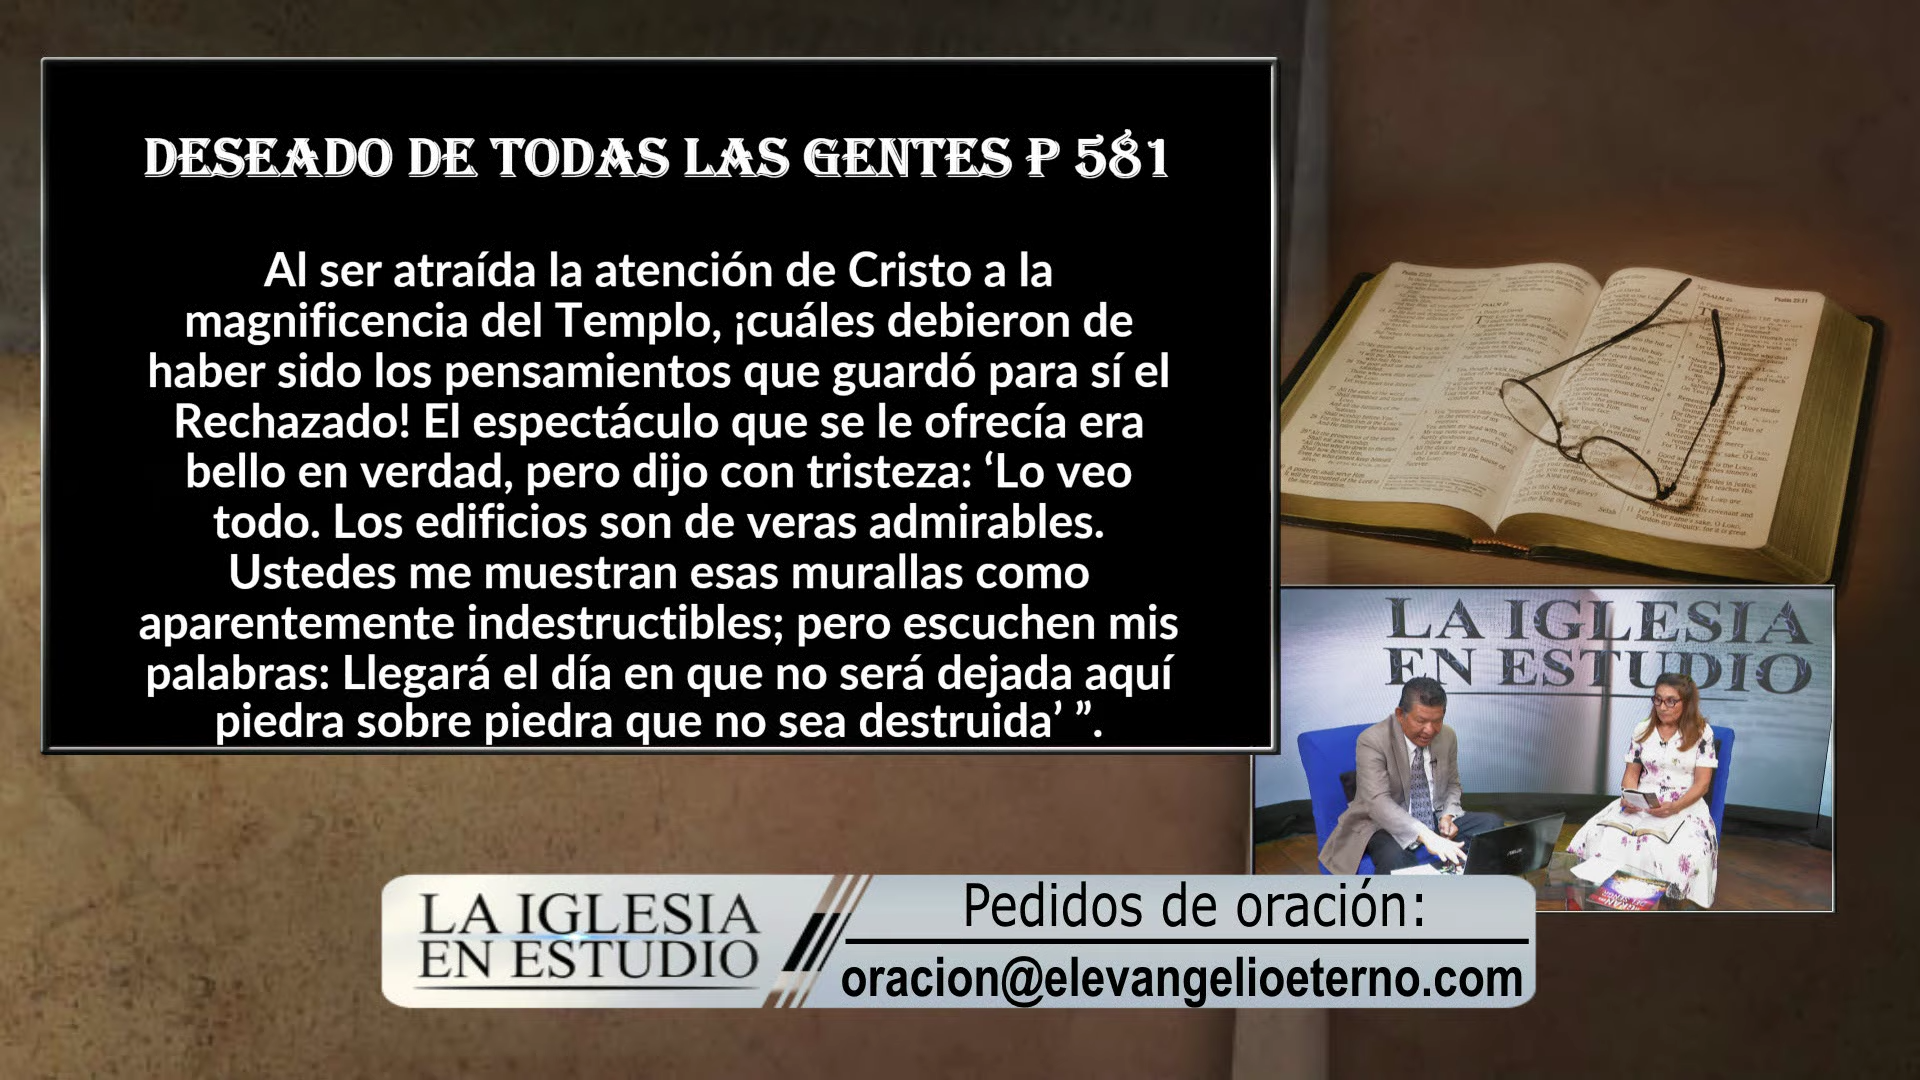 DESEADO DE TODAS LAS GENTES P 581
Al ser atraída la atención de Cristo a la
magnificencia del Templo, ¡cuáles debieron de
haber sido los pensamientos que guardó para sí el
Rechazado! El espectáculo que se le ofrecía era
bello en verdad, pero dijo con tristeza: ‘Lo veo
todo. Los edificios son de veras admirables.
Ustedes me muestran esas murallas como
aparentemente indestructibles; pero escuchen mis
palabras: Llegará el día en que no será dejada aquí
piedra sobre piedra que no sea destruida’ ”.
LA IGLESIA
EN ESTUDIO
LA IGLESIA
EN ESTUDIO
Pedidos de oración:
oracion@elevangelioeterno.com